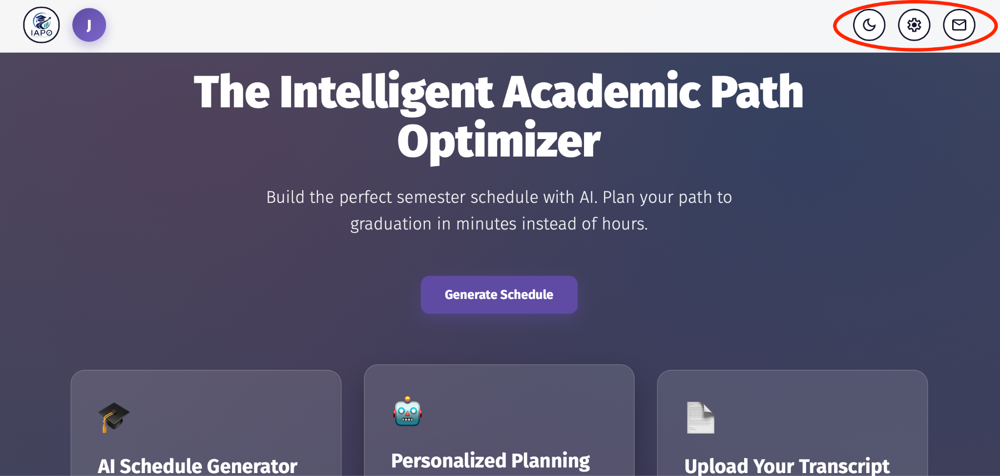 IAPO
J
The Intelligent Academic Path
Optimizer
Build the perfect semester schedule with AI. Plan your path to
graduation in minutes instead of hours.
Generate Schedule
AI Schedule Generator
Personalized Planning
Upload Your Transcript